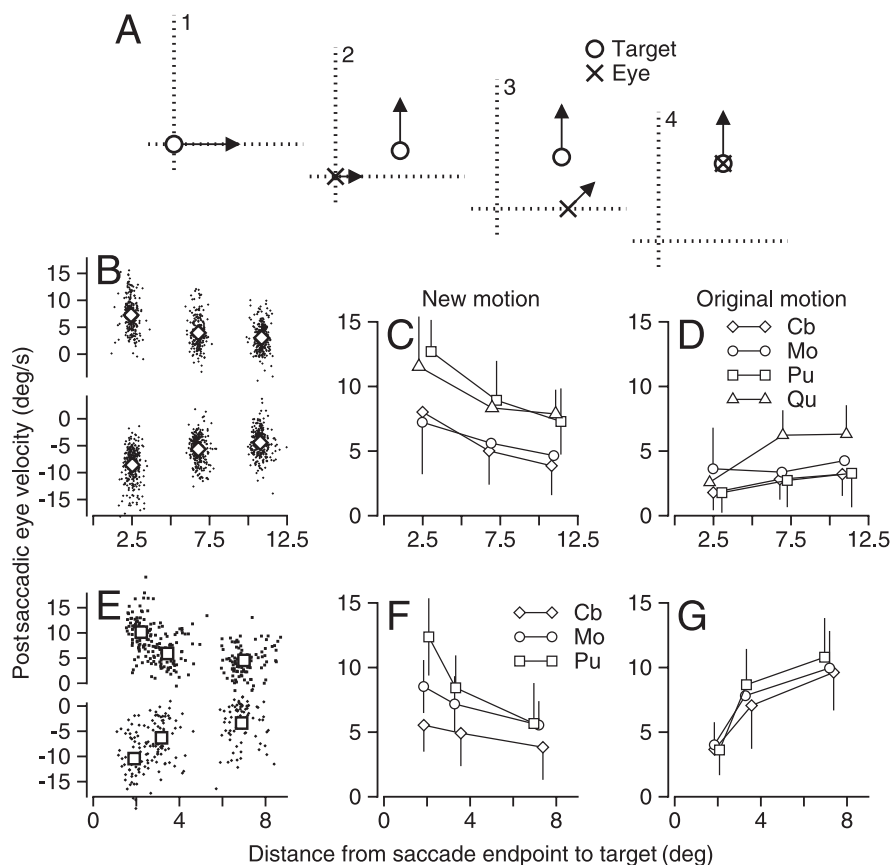 A
1
2
3
4
Target
Eye
B
15
10
5
0
0
-5
-10
-15
2.5
7.5
12.5
C
New motion
15
10
5
0
2.5
7.5
12.5
D
Original motion
Cb
Mo
Pu
Qu
15
10
5
0
2.5
7.5
12.5
Postsaccadic eye velocity (deg/s)
E
15
10
5
0
0
-5
-10
-15
0
4
8
F
Cb
Mo
Pu
15
10
5
0
0
4
8
G
15
10
5
0
0
4
8
Distance from saccade endpoint to target (deg)